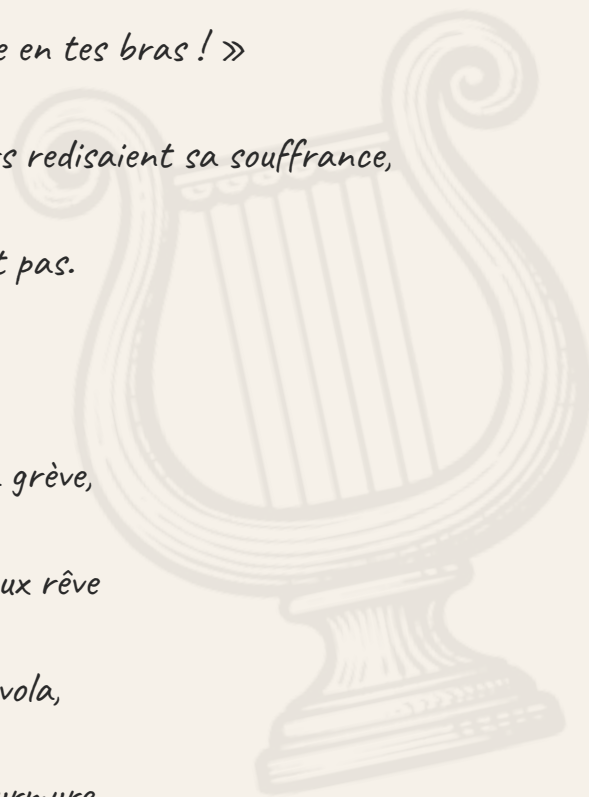 e en tes bras ! »
s redisaient sa souffrance,
t pas.
grève,
ux rêve
vola,